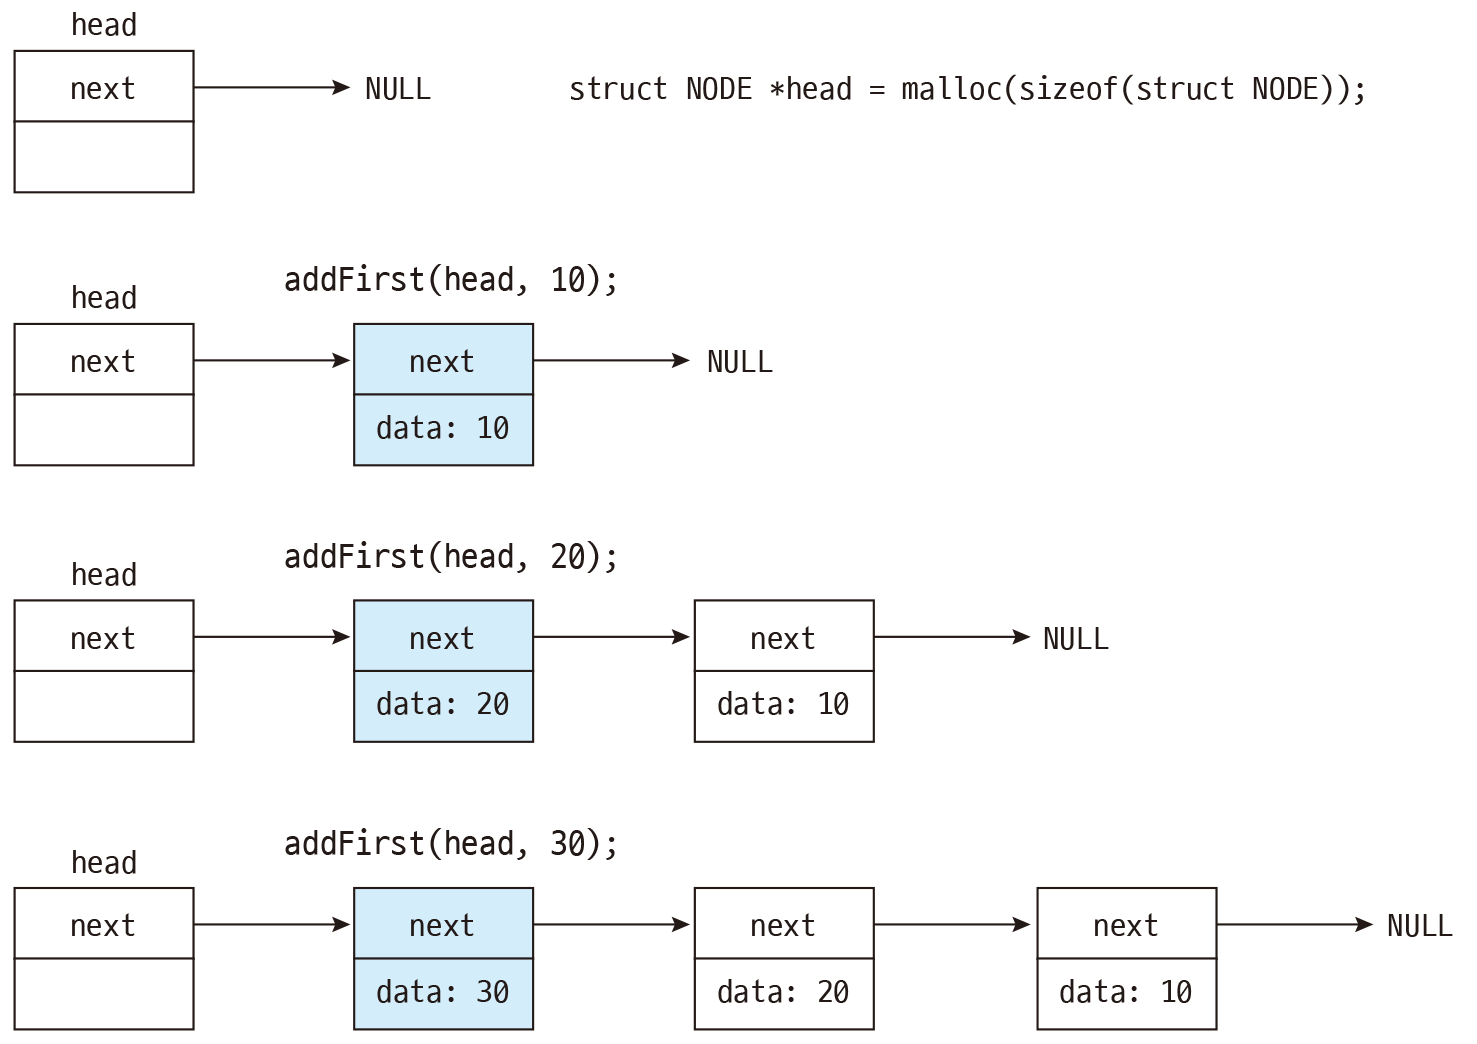 head
next NULL struct NODE *head = malloc(sizeof(struct NODE));
addFirst(head, 10);
head
next next NULL
data: 10
addFirst(head, 20);
head
next next next NULL
data: 20 data: 10
addFirst(head, 30);
head
next next next next NULL
data: 30 data: 20 data: 10